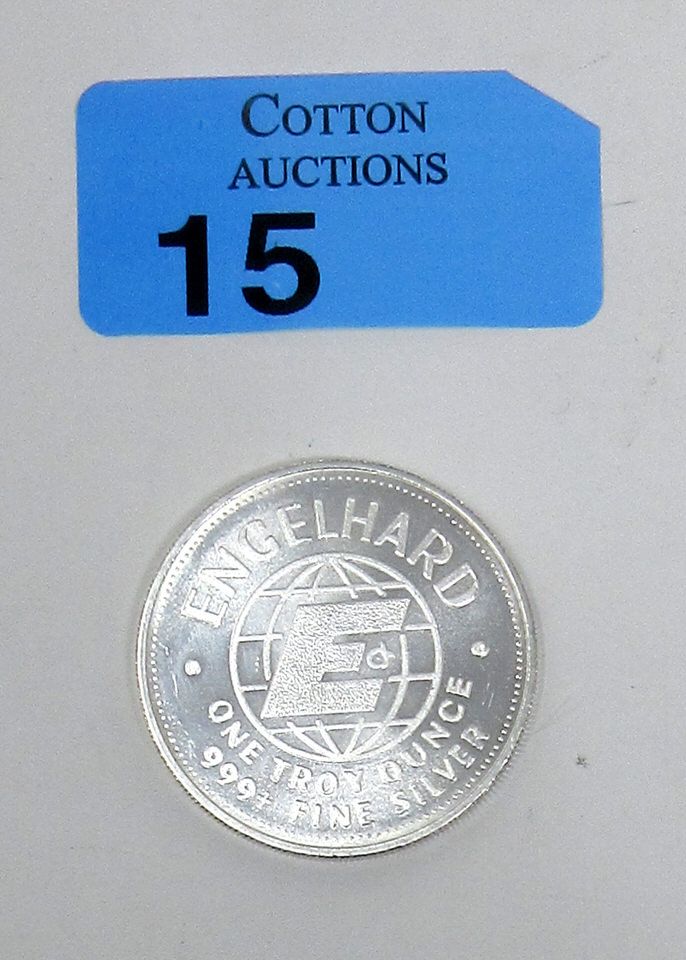 COTTON
AUCTIONS
15
ENGELHARD
E
ONE TROY OUNCE
999+ FINE SILVER